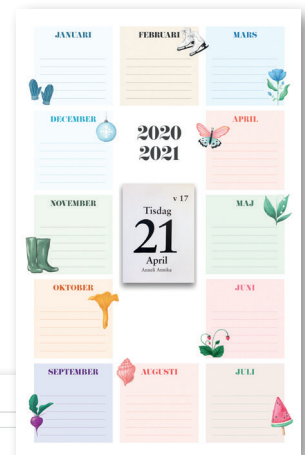 JANUARI
FEBRUARI
MARS
DECEMBER
2020
2021
APRIL
NOVEMBER
v 17
Tisdag
21
April
Anneli Annika
MAJ
OKTOBER
JUNI
SEPTEMBER
AUGUSTI
JULI